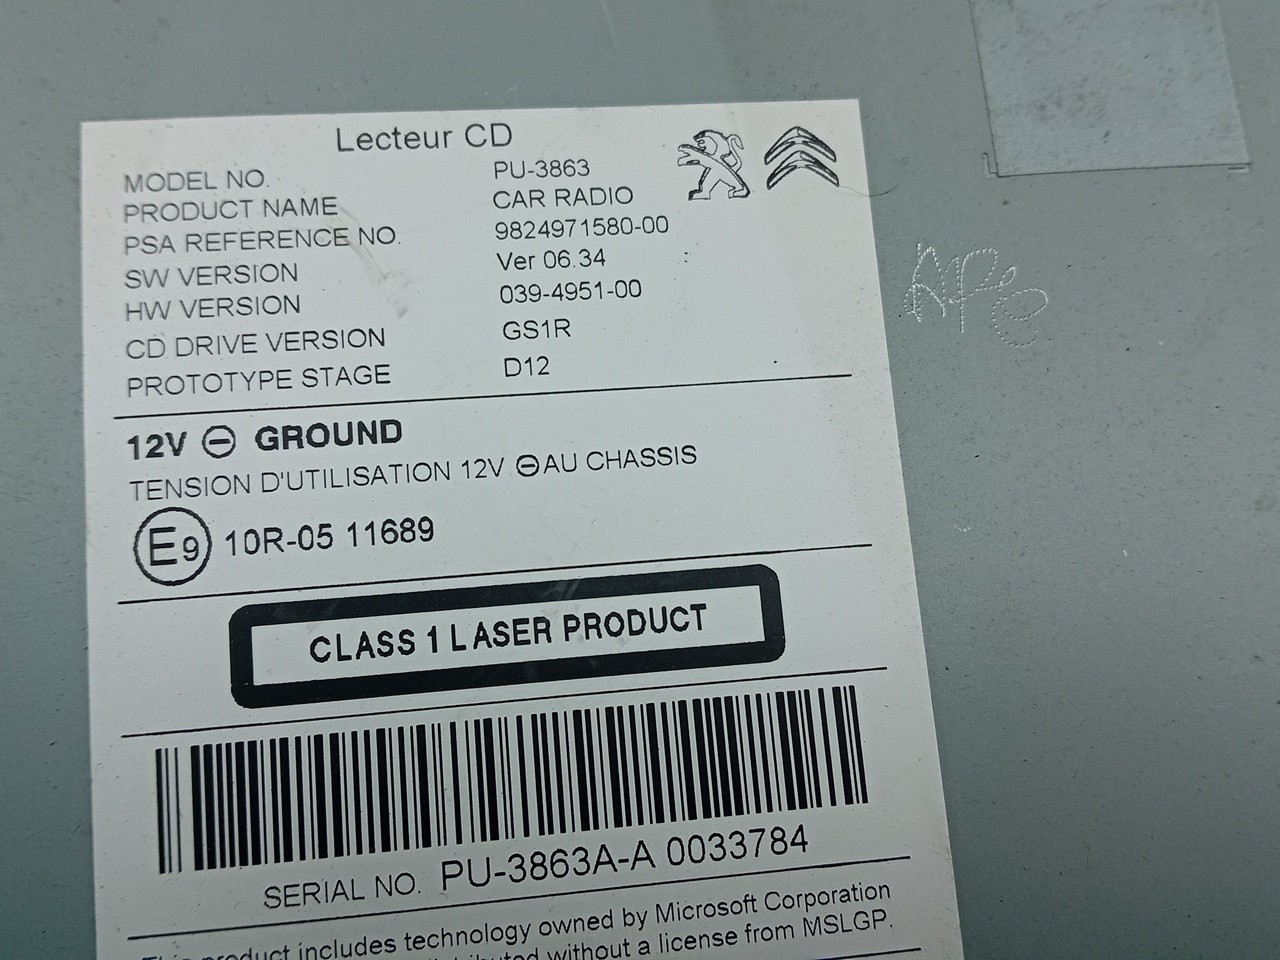 Lecteur CD
MODEL NO. PU-3863
PRODUCT NAME CAR RADIO
PSA REFERENCE NO. 9824971580-00
SW VERSION Ver 06.34
HW VERSION 039-4951-00
CD DRIVE VERSION GS1R
PROTOTYPE STAGE D12
12V ⊖ GROUND
TENSION D'UTILISATION 12V ⊖ AU CHASSIS
E9 10R-05 11689
CLASS 1 LASER PRODUCT
SERIAL NO. PU-3863A-A 0033784
This product includes technology owned by Microsoft Corporation
distributed without a license from MSLGP.